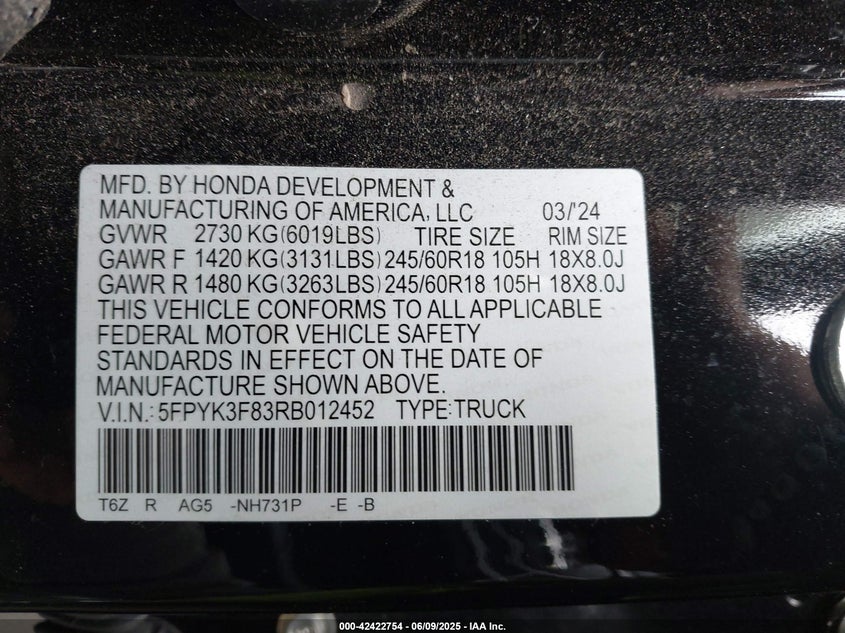 MFD. BY HONDA DEVELOPMENT &
MANUFACTURING OF AMERICA, LLC 03/'24
GVWR 2730 KG(6019LBS) TIRE SIZE RIM SIZE
GAWR F 1420 KG(3131LBS) 245/60R18 105H 18X8.0J
GAWR R 1480 KG(3263LBS) 245/60R18 105H 18X8.0J
THIS VEHICLE CONFORMS TO ALL APPLICABLE
FEDERAL MOTOR VEHICLE SAFETY
STANDARDS IN EFFECT ON THE DATE OF
MANUFACTURE SHOWN ABOVE.
V.I.N.: 5FPYK3F83RB012452 TYPE:TRUCK
T6Z R AG5 -NH731P -E -B
000-42422754 - 06/09/2025 - IAA Inc.